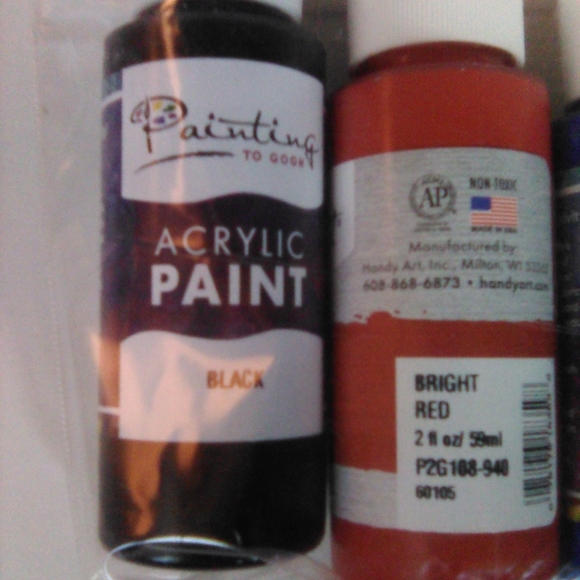 Painting
TO GOGH
ACRYLIC
PAINT
BLACK
AP
NON-TOXIC
MADE IN USA
Manufactured by
Handy Art, Inc., Milton, WI 53563
608-868-6873 • handyart.com
BRIGHT
RED
2 fl oz/ 59ml
P2G108-940
60105